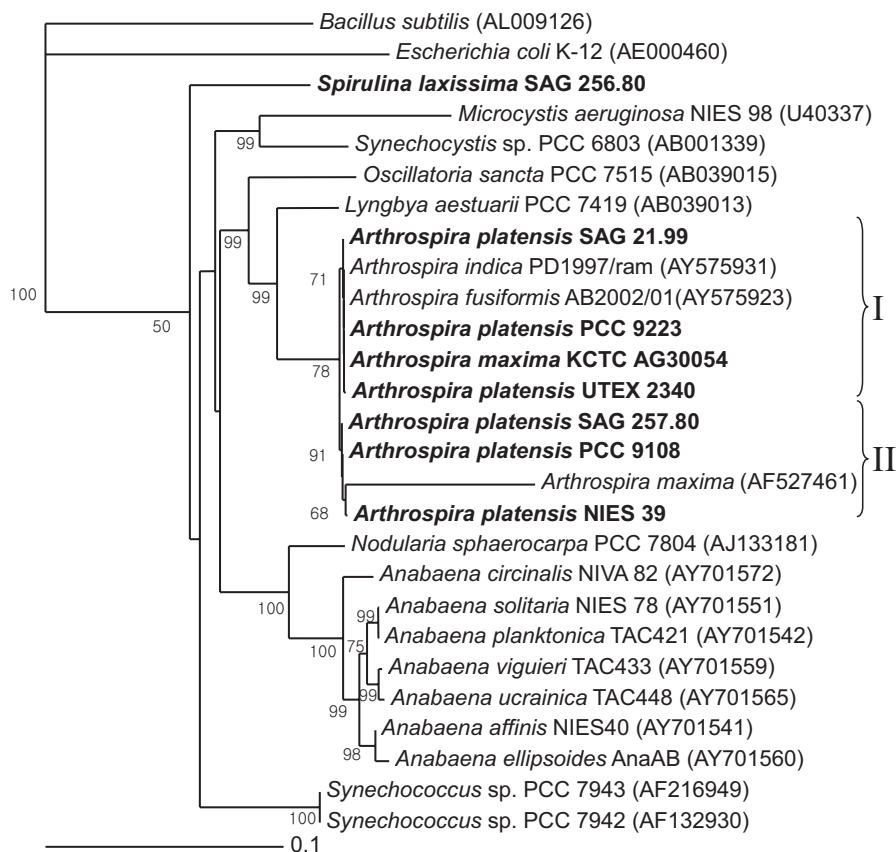 Bacillus subtilis (AL009126)
Escherichia coli K-12 (AE000460)
Spirulina laxissima SAG 256.80
Microcystis aeruginosa NIES 98 (U40337)
99
Synechocystis sp. PCC 6803 (AB001339)
Oscillatoria sancta PCC 7515 (AB039015)
Lyngbya aestuarii PCC 7419 (AB039013)
99
Arthrospira platensis SAG 21.99
Arthrospira indica PD1997/ram (AY575931)
71
99
Arthrospira fusiformis AB2002/01(AY575923)
100
I
50
Arthrospira platensis PCC 9223
Arthrospira maxima KCTC AG30054
78
Arthrospira platensis UTEX 2340
Arthrospira platensis SAG 257.80
Arthrospira platensis PCC 9108
91
II
Arthrospira maxima (AF527461)
68
Arthrospira platensis NIES 39
Nodularia sphaerocarpa PCC 7804 (AJ133181)
Anabaena circinalis NIVA 82 (AY701572)
100
Anabaena solitaria NIES 78 (AY701551)
99
Anabaena planktonica TAC421 (AY701542)
100
75
Anabaena viguieri TAC433 (AY701559)
99
Anabaena ucrainica TAC448 (AY701565)
99
Anabaena affinis NIES40 (AY701541)
98
Anabaena ellipsoides AnaAB (AY701560)
Synechococcus sp. PCC 7943 (AF216949)
100
Synechococcus sp. PCC 7942 (AF132930)
0.1